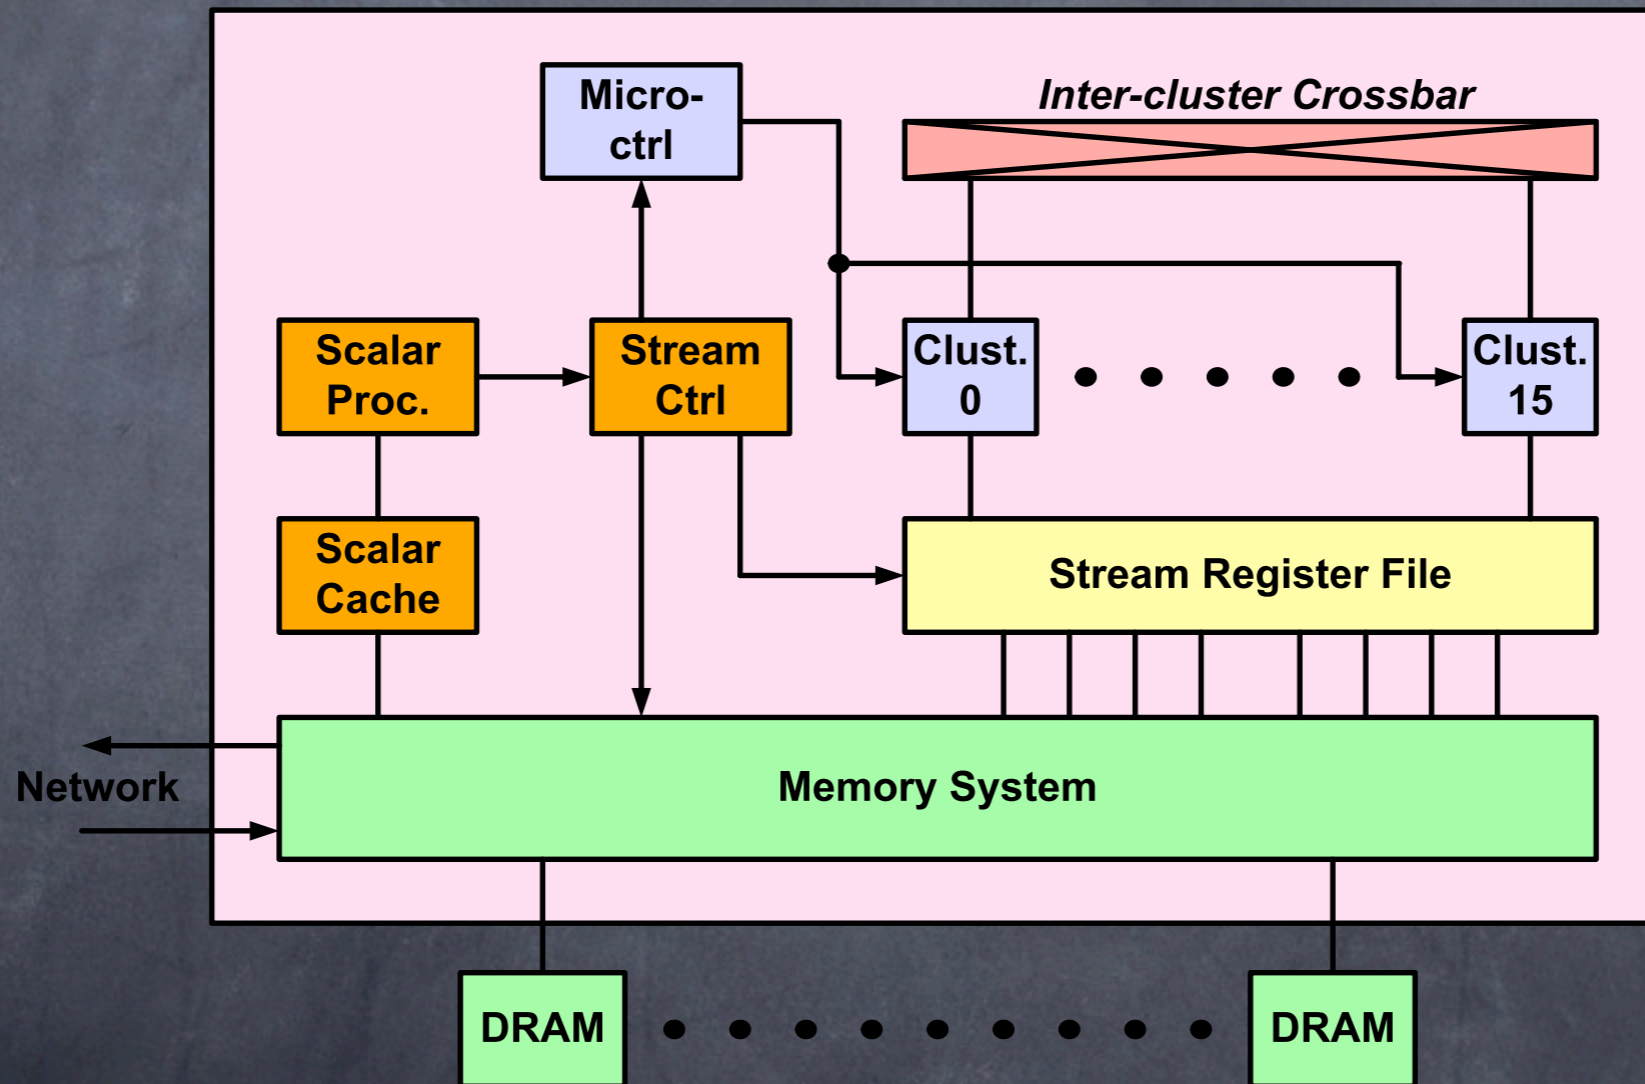 Micro-
ctrl
Inter-cluster Crossbar
Scalar
Proc.
Stream
Ctrl
Clust.
0
Clust.
15
Scalar
Cache
Stream Register File
Network
Memory System
DRAM
DRAM